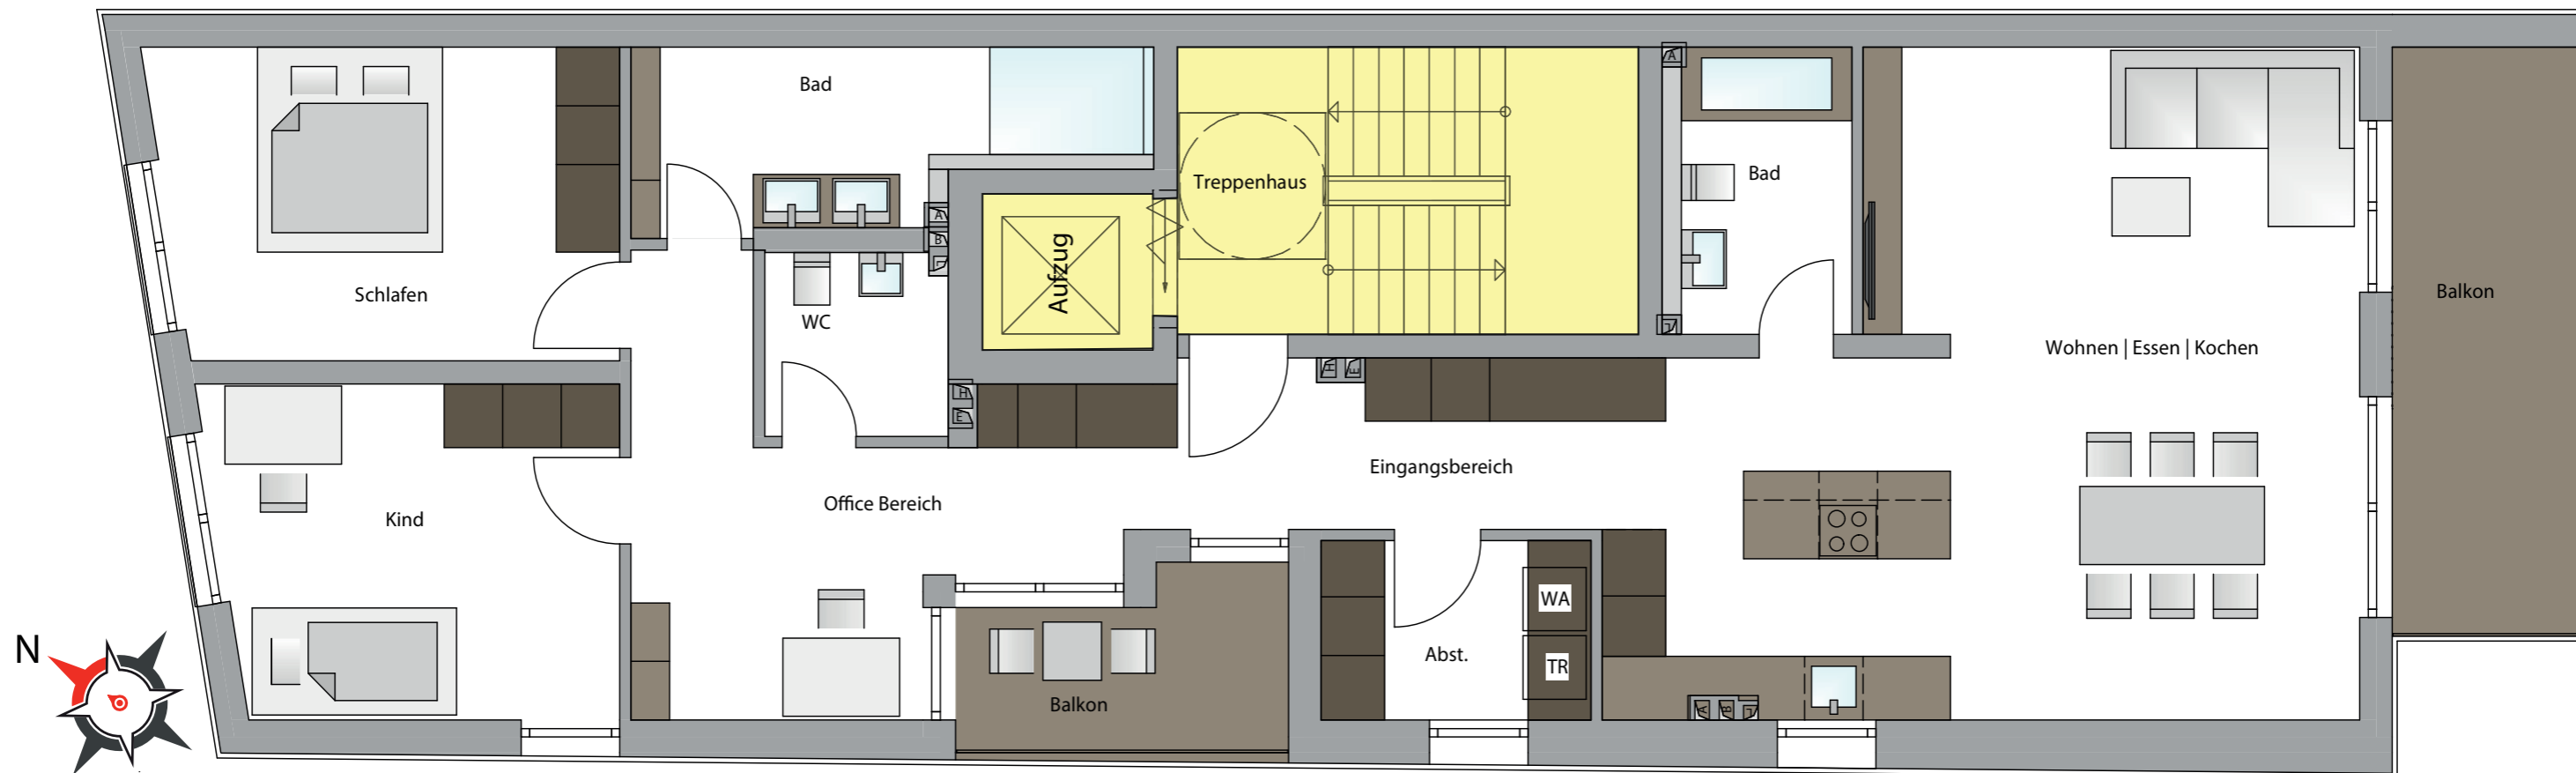 Bad
A
Treppenhaus
Bad
Aufzug
A
B
L
Schlafen
WC
Balkon
L
Wohnen | Essen | Kochen
H
E
H
E
Eingangsbereich
Office Bereich
Kind
WA
TR
Abst.
N
Balkon
A
B
L